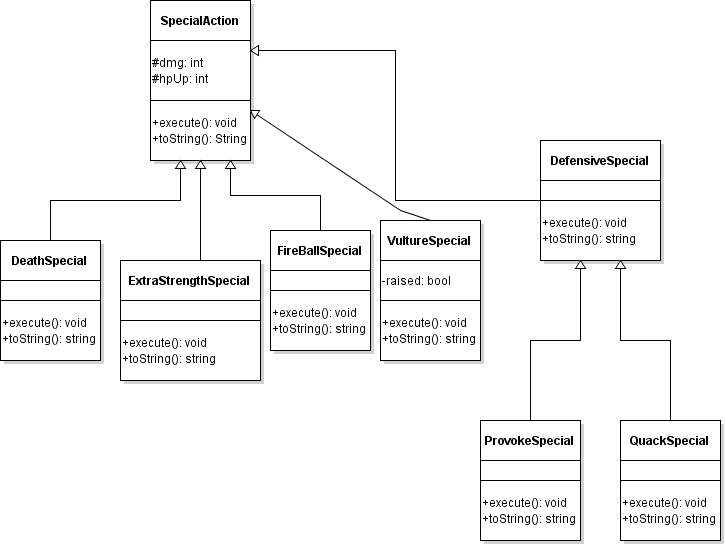 SpecialAction
#dmg: int
#hpUp: int
+execute(): void
+toString(): String
DefensiveSpecial
+execute(): void
+toString(): string
DeathSpecial
+execute(): void
+toString(): string
ExtraStrengthSpecial
+execute(): void
+toString(): string
FireBallSpecial
+execute(): void
+toString(): string
VultureSpecial
-raised: bool
+execute(): void
+toString(): string
ProvokeSpecial
+execute(): void
+toString(): string
QuackSpecial
+execute(): void
+toString(): string